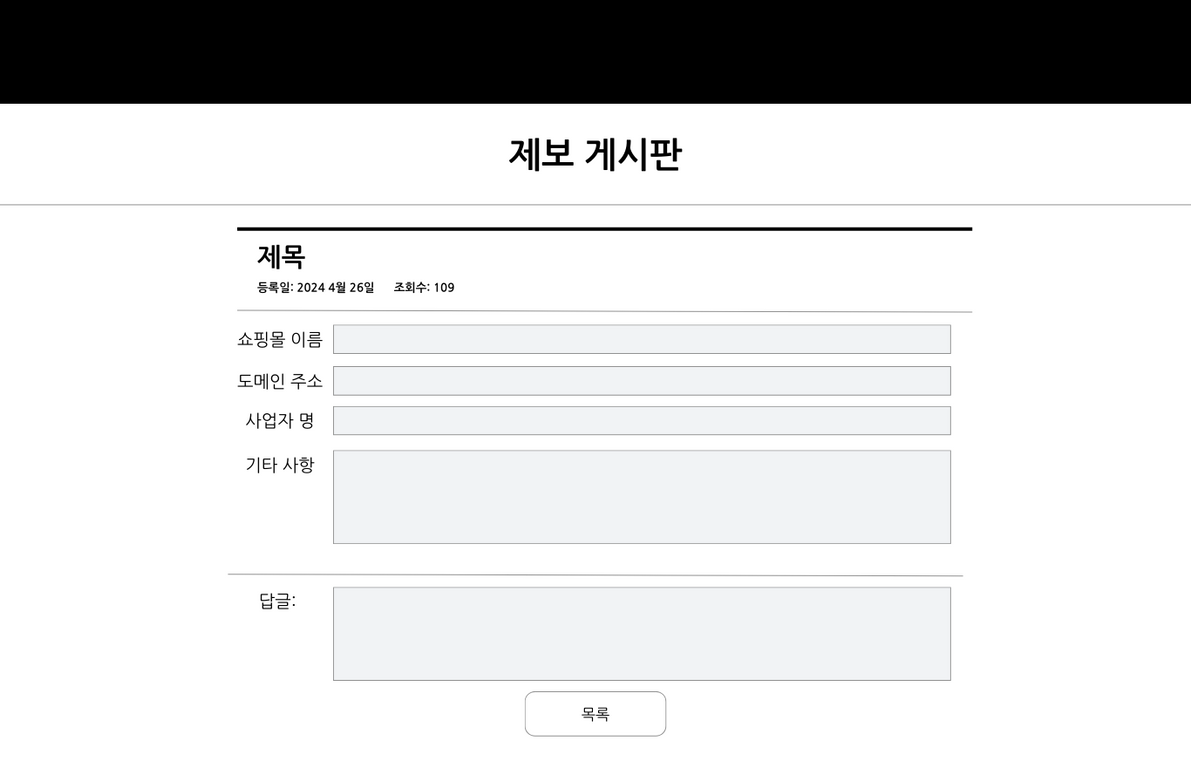 제보 게시판
제목
등록일: 2024 4월 26일 조회수: 109
쇼핑몰 이름
도메인 주소
사업자 명
기타 사항
답글:
목록